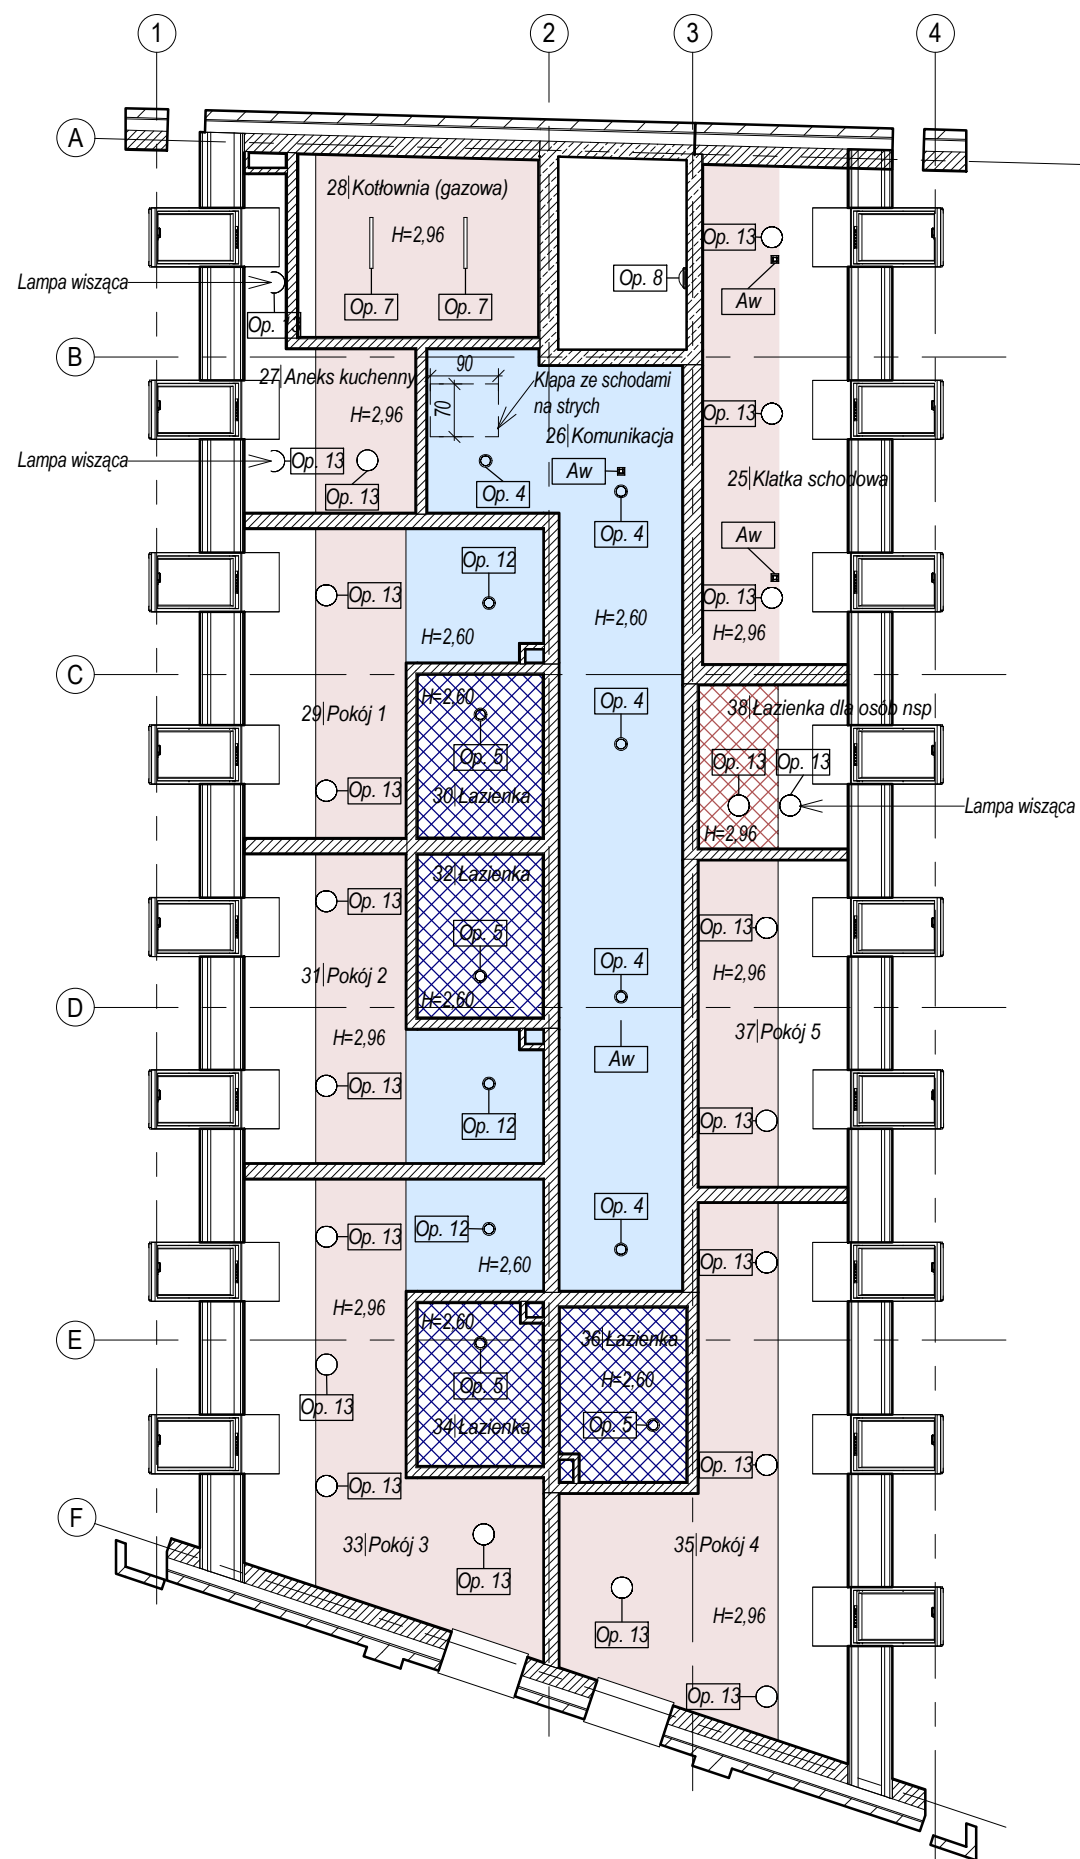 1
2
3
4
A
28 Kotłownia (gazowa)
H=2,96
Op. 7
Op. 7
Op. 8
Op. 13
Aw
Lampa wisząca
Op.
B
27 Aneks kuchenny
H=2,96
90
70
Klapa ze schodami
na strych
26 Komunikacja
Op. 13
Lampa wisząca
Op. 13
Op. 13
Op. 4
Aw
Op. 4
25 Klatka schodowa
Aw
Op. 12
Op. 13
H=2,60
H=2,60
Op. 13
H=2,96
C
H=2,60
Op. 4
29 Pokój 1
Op. 5
30 Łazienka
Op. 13
38 Łazienka dla osób nsp
Op. 13
Op. 13
H=2,96
Lampa wisząca
32 Łazienka
Op. 13
Op. 5
H=2,60
31 Pokój 2
Op. 13
Op. 4
H=2,96
D
H=2,96
37 Pokój 5
Aw
Op. 13
Op. 12
Op. 13
Op. 4
Op. 13
Op. 12
H=2,60
Op. 13
H=2,96
E
H=2,60
36 Łazienka
Op. 5
H=2,60
Op. 13
34 Łazienka
Op. 5
Op. 13
Op. 13
F
33 Pokój 3
35 Pokój 4
Op. 13
H=2,96
Op. 13
Op. 13